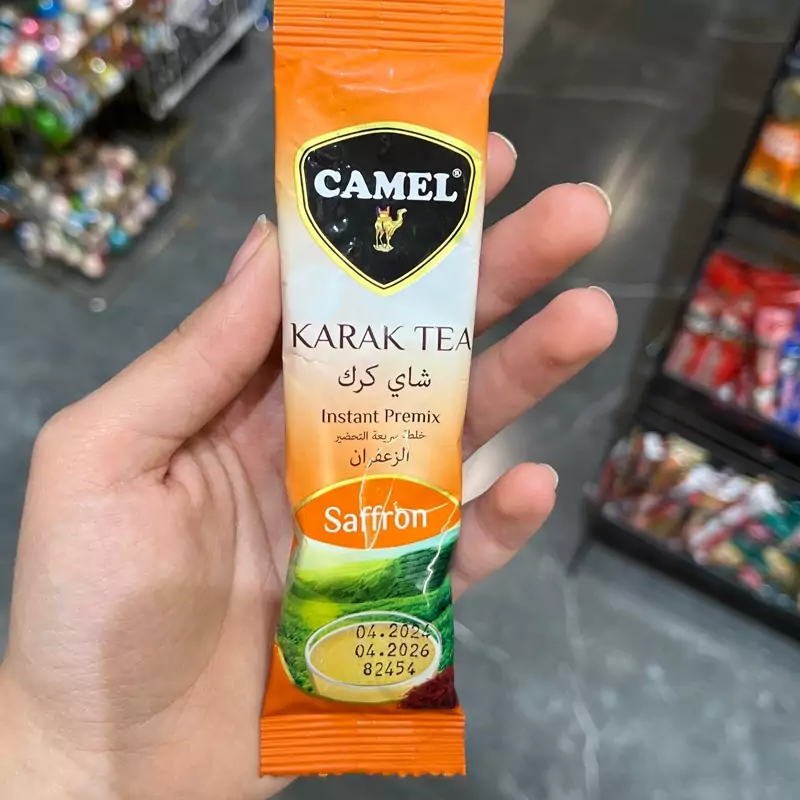 CAMEL®
KARAK TEA
شاي كرك
Instant Premix
خلطة سريعة التحضير
الزعفران
Saffron
04.2024
04.2026
82454